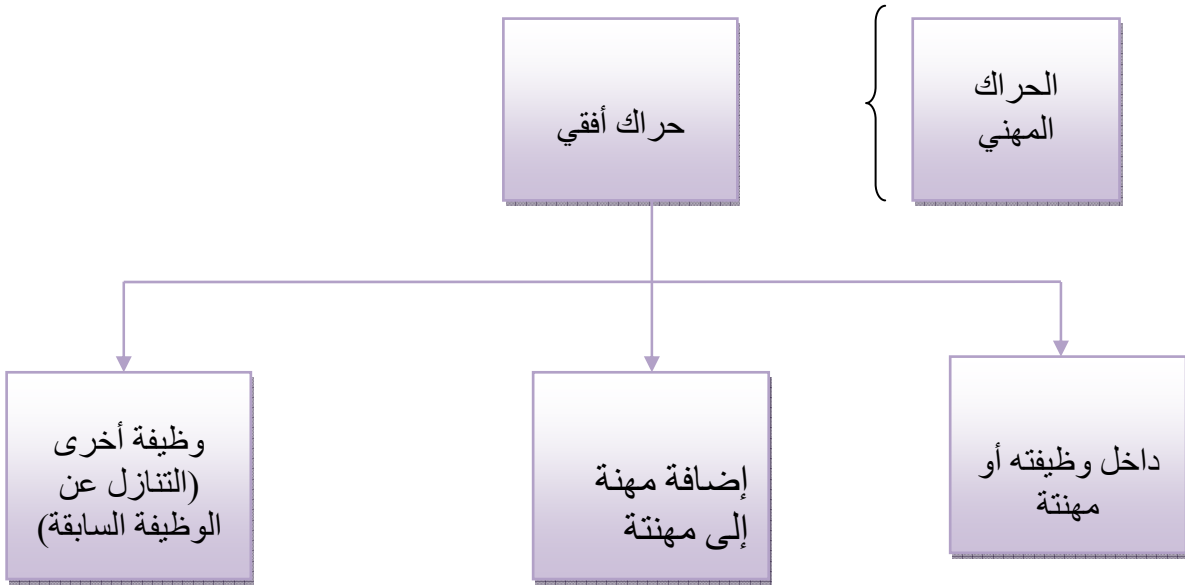 الحراك
المهني
حراك أفقي
داخل وظيفته أو
مهنتة
إضافة مهنة
إلى مهنتة
وظيفة أخرى
(التنازل عن
الوظيفة السابقة)